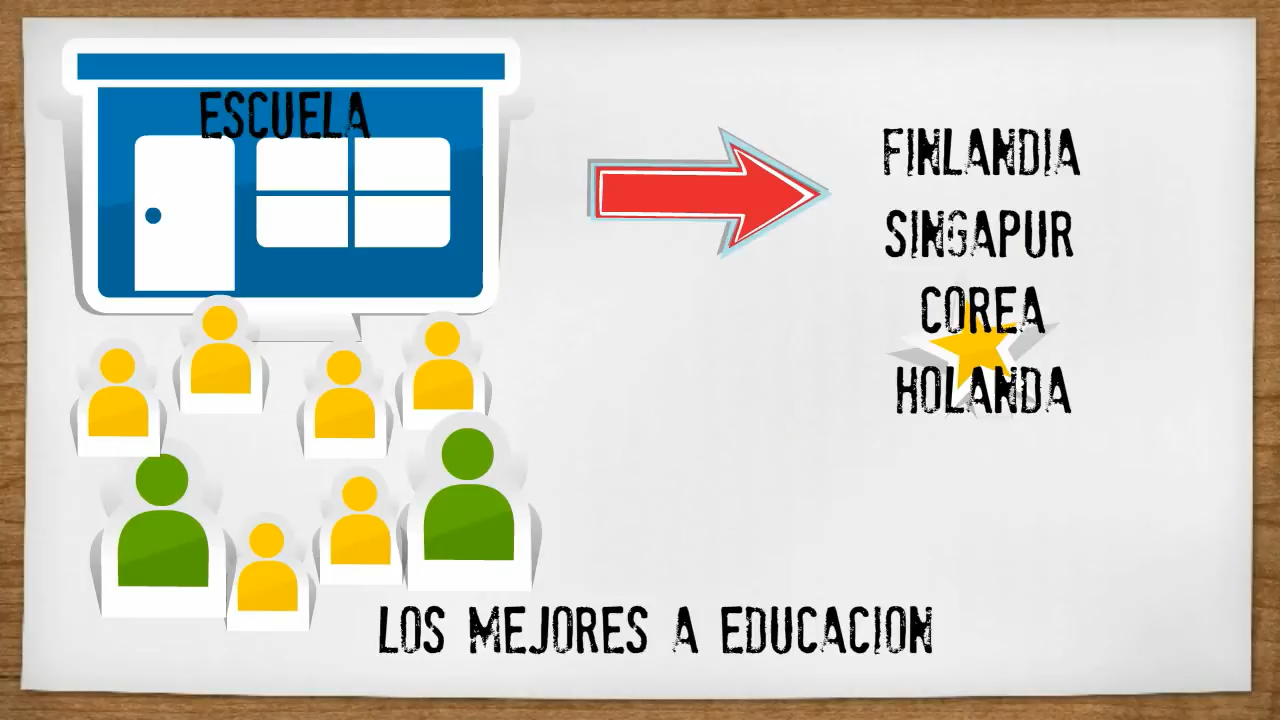 ESCUELA
FINLANDIA
SINGAPUR
COREA
HOLANDA
LOS MEJORES A EDUCACION